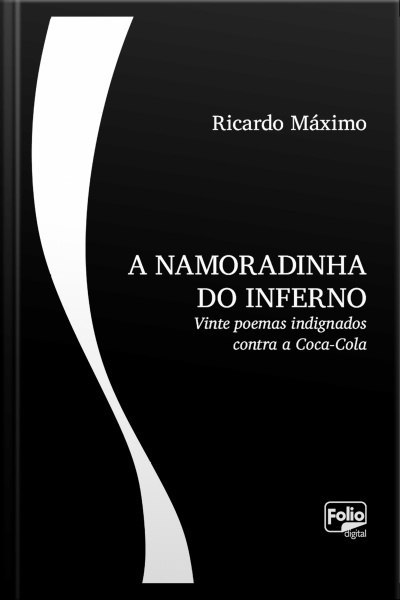 Ricardo Máximo
A NAMORADINHA
DO INFERNO
Vinte poemas indignados
contra a Coca-Cola
Folio
digital